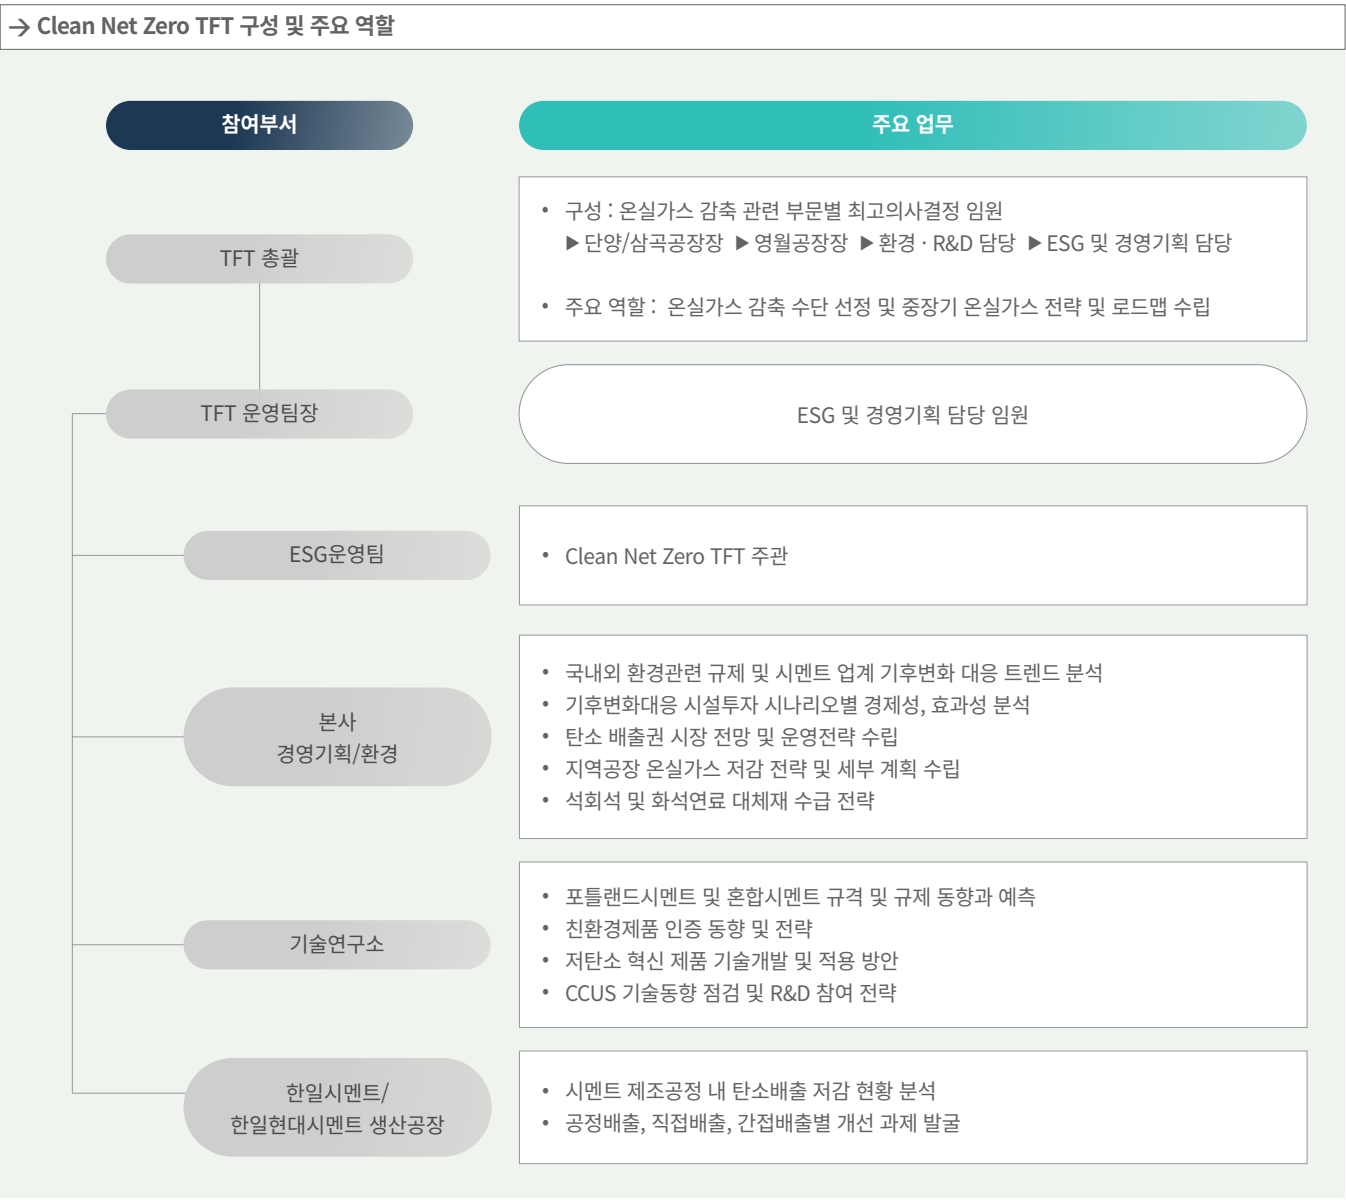 → Clean Net Zero TFT 구성 및 주요 역할
참여부서
주요 업무
TFT 총괄
• 구성 : 온실가스 감축 관련 부문별 최고의사결정 임원
▶ 단양/삼곡공장장 ▶ 영월공장장 ▶ 환경 · R&D 담당 ▶ ESG 및 경영기획 담당
• 주요 역할 : 온실가스 감축 수단 선정 및 중장기 온실가스 전략 및 로드맵 수립
TFT 운영팀장
ESG 및 경영기획 담당 임원
ESG운영팀
• Clean Net Zero TFT 주관
본사
경영기획/환경
• 국내외 환경관련 규제 및 시멘트 업계 기후변화 대응 트렌드 분석
• 기후변화대응 시설투자 시나리오별 경제성, 효과성 분석
• 탄소 배출권 시장 전망 및 운영전략 수립
• 지역공장 온실가스 저감 전략 및 세부 계획 수립
• 석회석 및 화석연료 대체재 수급 전략
기술연구소
• 포틀랜드시멘트 및 혼합시멘트 규격 및 규제 동향과 예측
• 친환경제품 인증 동향 및 전략
• 저탄소 혁신 제품 기술개발 및 적용 방안
• CCUS 기술동향 점검 및 R&D 참여 전략
한일시멘트/
한일현대시멘트 생산공장
• 시멘트 제조공정 내 탄소배출 저감 현황 분석
• 공정배출, 직접배출, 간접배출별 개선 과제 발굴